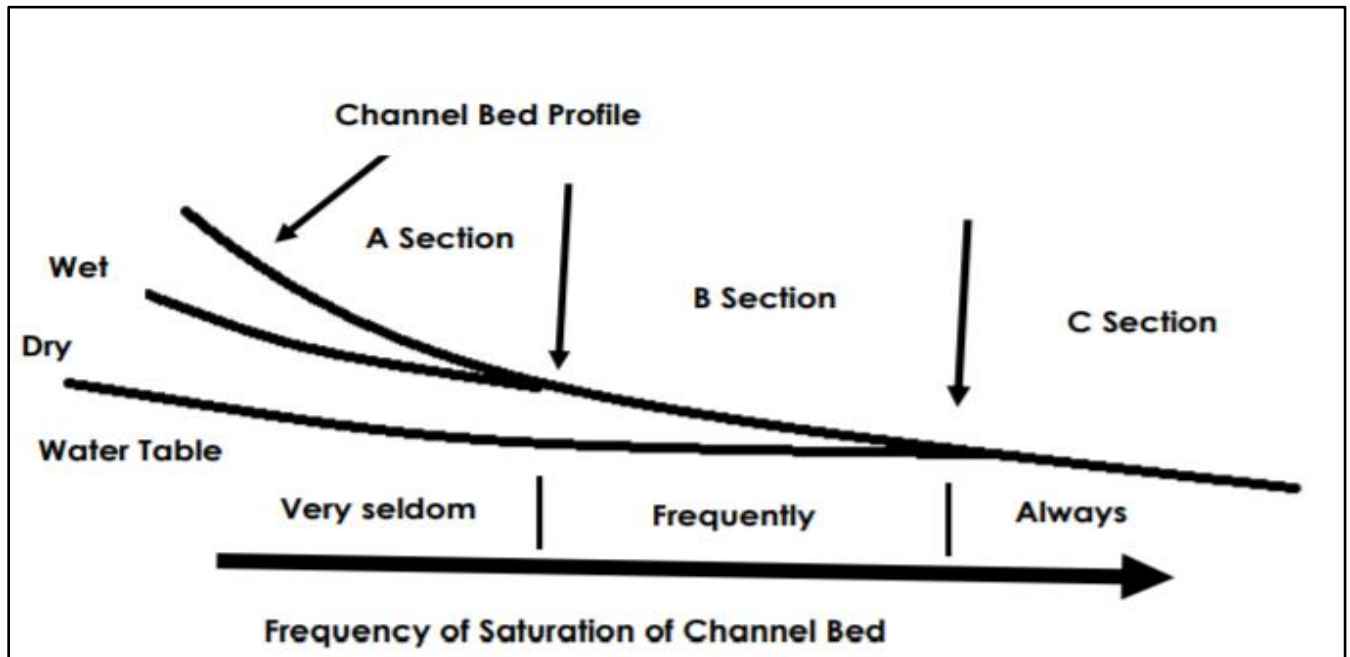 Channel Bed Profile
A Section
Wet
B Section
C Section
Dry
Water Table
Very seldom
Frequently
Always
Frequency of Saturation of Channel Bed